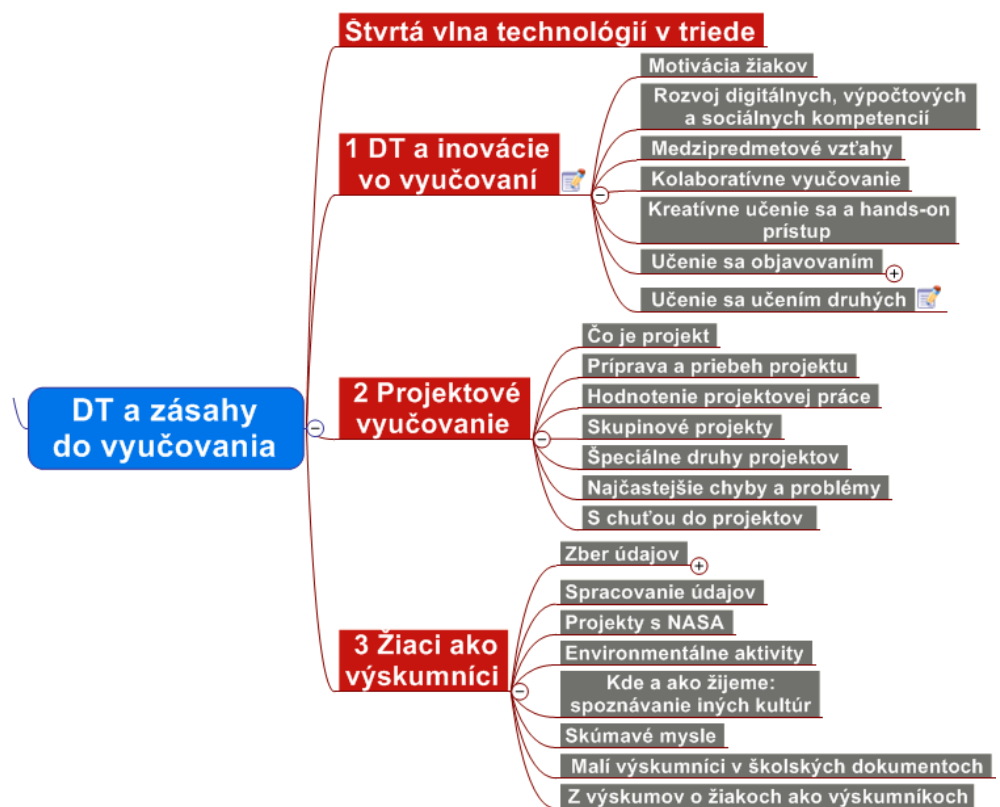 Štvrtá vlna technológií v triede
1 DT a inovácie
vo vyučovaní
Motivácia žiakov
Rozvoj digitálnych, výpočtových
a sociálnych kompetencií
Medzipredmetové vzťahy
Kolaboratívne vyučovanie
Kreatívne učenie sa a hands-on
prístup
Učenie sa objavovaním
Učenie sa učením druhých
DT a zásahy
do vyučovania
2 Projektové
vyučovanie
Čo je projekt
Príprava a priebeh projektu
Hodnotenie projektovej práce
Skupinové projekty
Špeciálne druhy projektov
Najčastejšie chyby a problémy
S chuťou do projektov
3 Žiaci ako
výskumníci
Zber údajov
Spracovanie údajov
Projekty s NASA
Environmentálne aktivity
Kde a ako žijeme:
spoznávanie iných kultúr
Skúmavé mysle
Malí výskumníci v školských dokumentoch
Z výskumov o žiakoch ako výskumníkoch